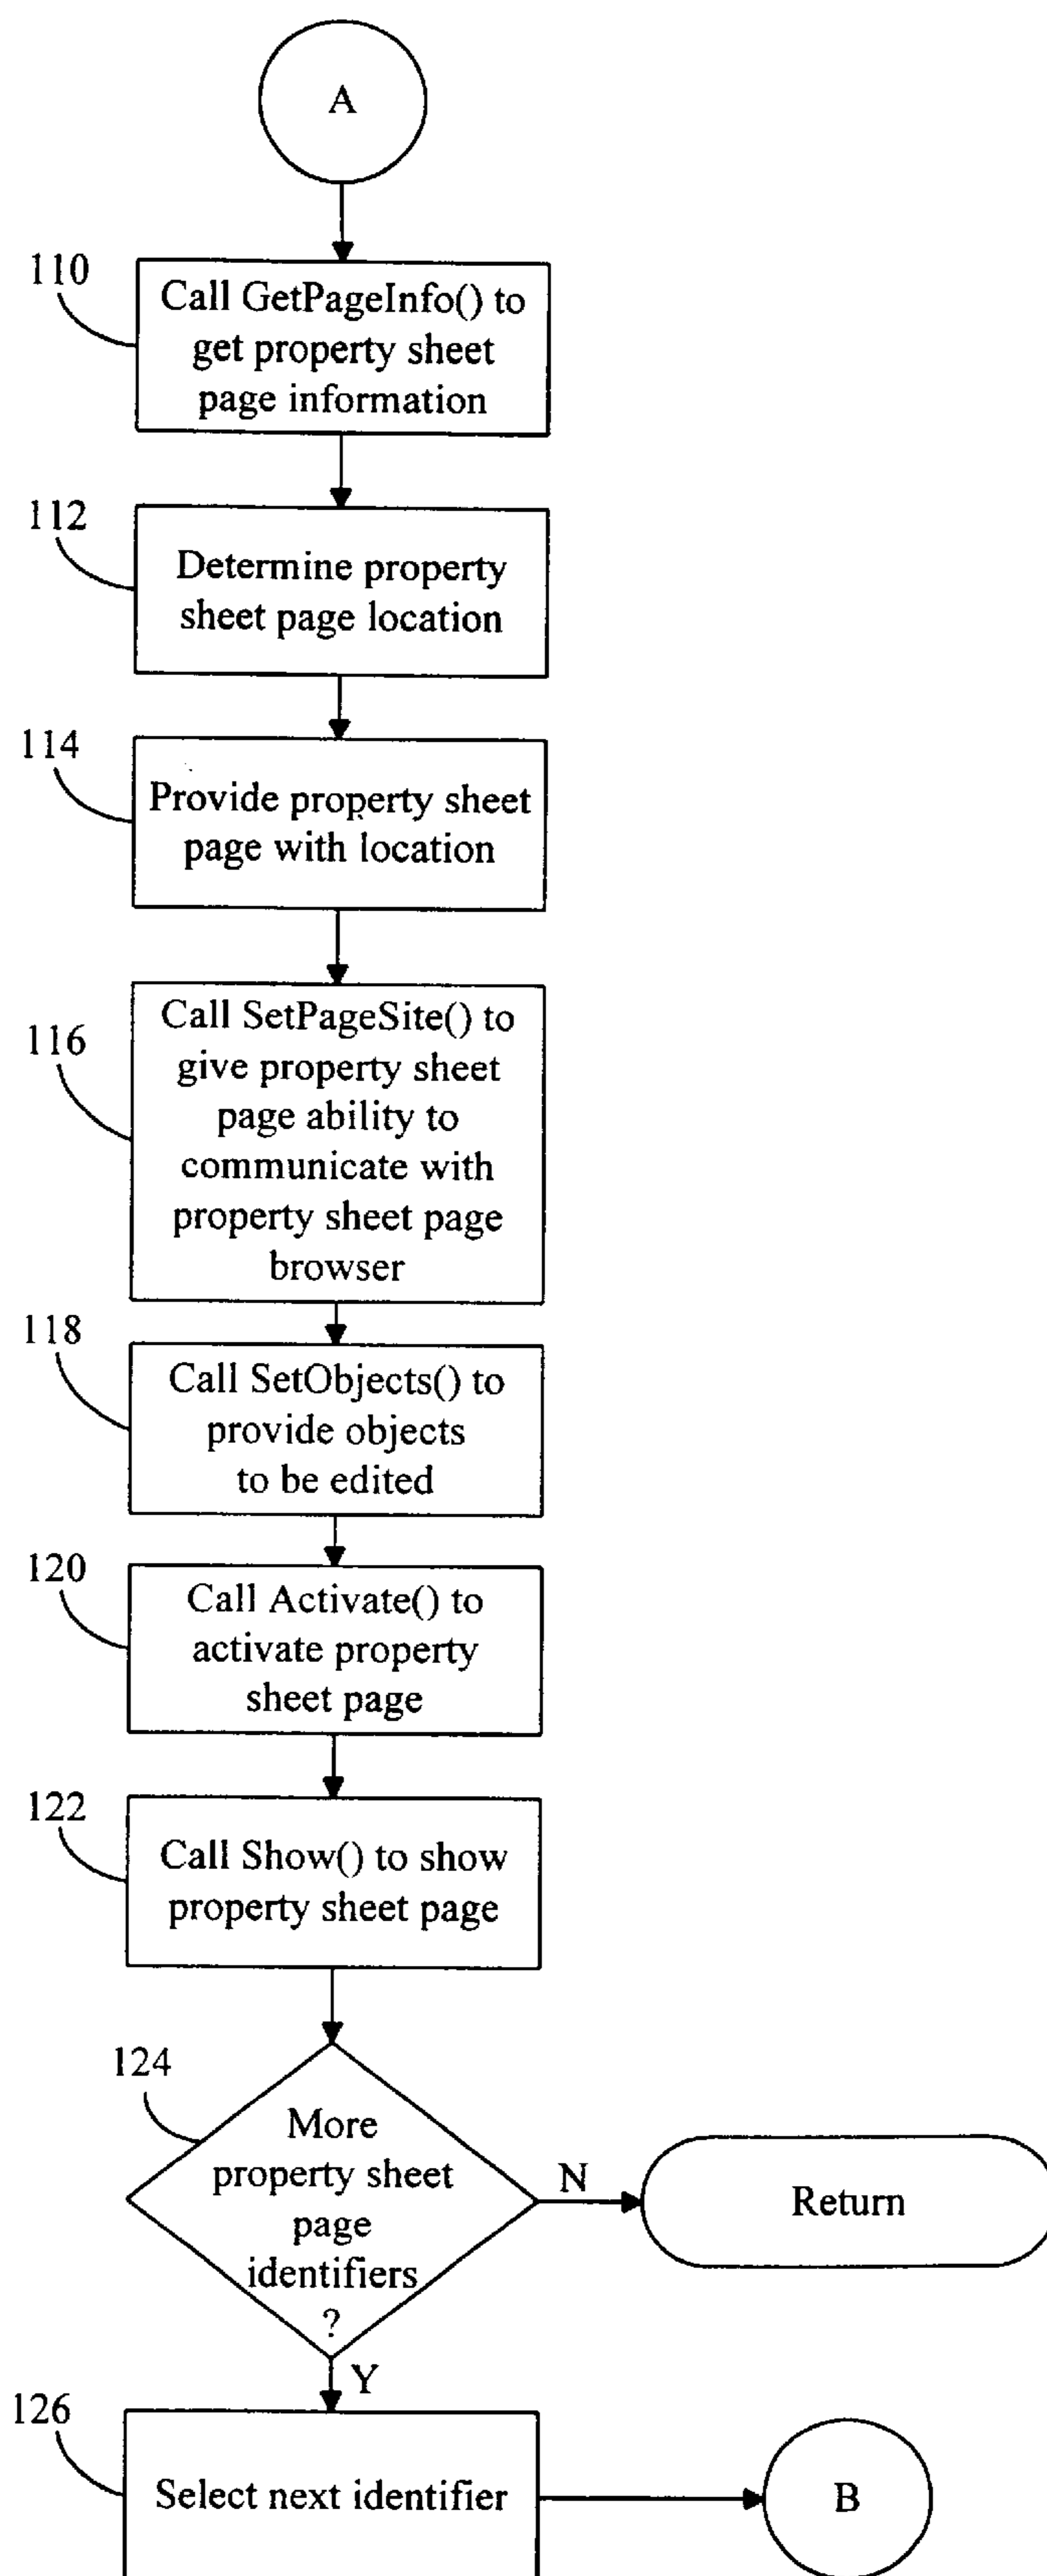 A
110
Call GetPageInfo() to
get property sheet
page information
112
Determine property
sheet page location
114
Provide property sheet
page with location
116
Call SetPageSite() to
give property sheet
page ability to
communicate with
property sheet page
browser
118
Call SetObjects() to
provide objects
to be edited
120
Call Activate() to
activate property
sheet page
122
Call Show() to show
property sheet page
124
More
property sheet
page
identifiers
?
N
Return
Y
126
Select next identifier
B